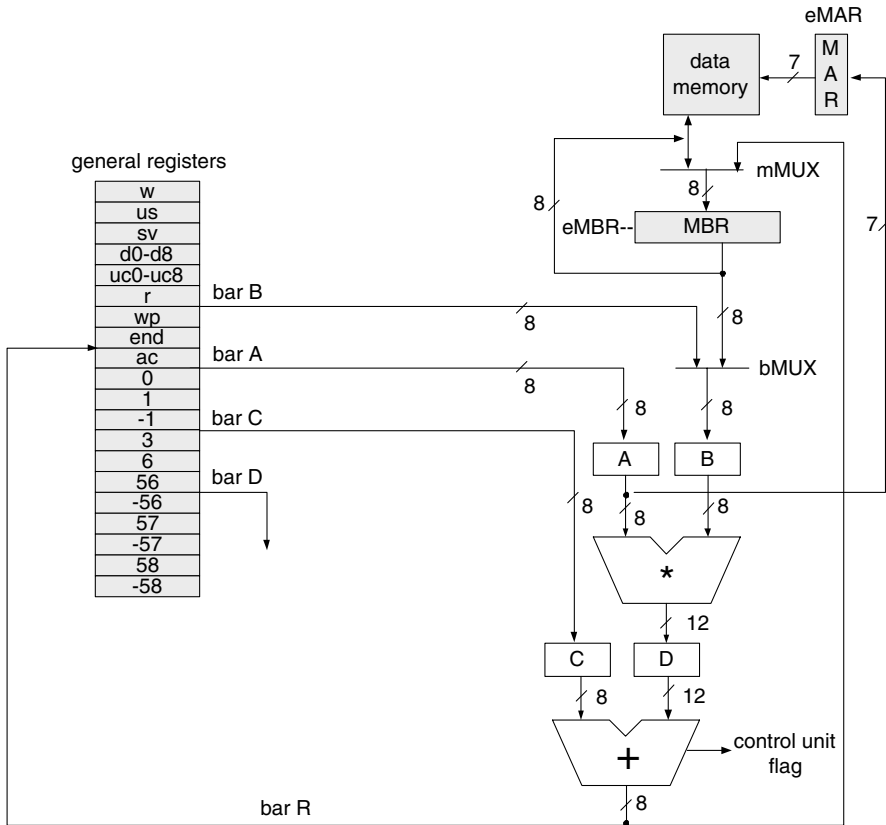 eMAR
M
A
R
7
data
memory
general registers
mMUX
8
8
eMBR--
MBR
7
w
us
sv
d0-d8
uc0-uc8
r
wp
end
ac
0
1
-1
3
6
56
-56
57
-57
58
-58
bar B
8
8
bar A
8
bMUX
8
8
bar C
A
B
bar D
8
8
8
*
12
C
D
8
12
+
control unit
flag
8
bar R